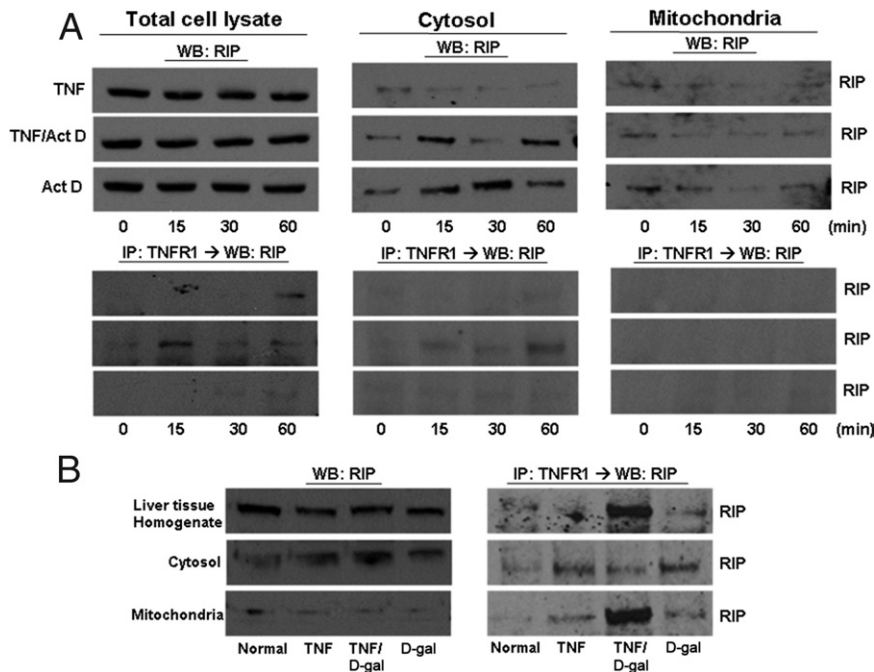 A
Total cell lysate Cytosol Mitochondria
WB: RIP WB: RIP WB: RIP
TNF RIP
TNF/Act D RIP
Act D RIP
0 15 30 60 0 15 30 60 0 15 30 60 (min)
IP: TNFR1 → WB: RIP IP: TNFR1 → WB: RIP IP: TNFR1 → WB: RIP
RIP
RIP
RIP
0 15 30 60 0 15 30 60 0 15 30 60 (min)
B
WB: RIP IP: TNFR1 → WB: RIP
Liver tissue
Homogenate RIP
Cytosol RIP
Mitochondria RIP
Normal TNF TNF/ D-gal Normal TNF TNF/ D-gal
D-gal D-gal